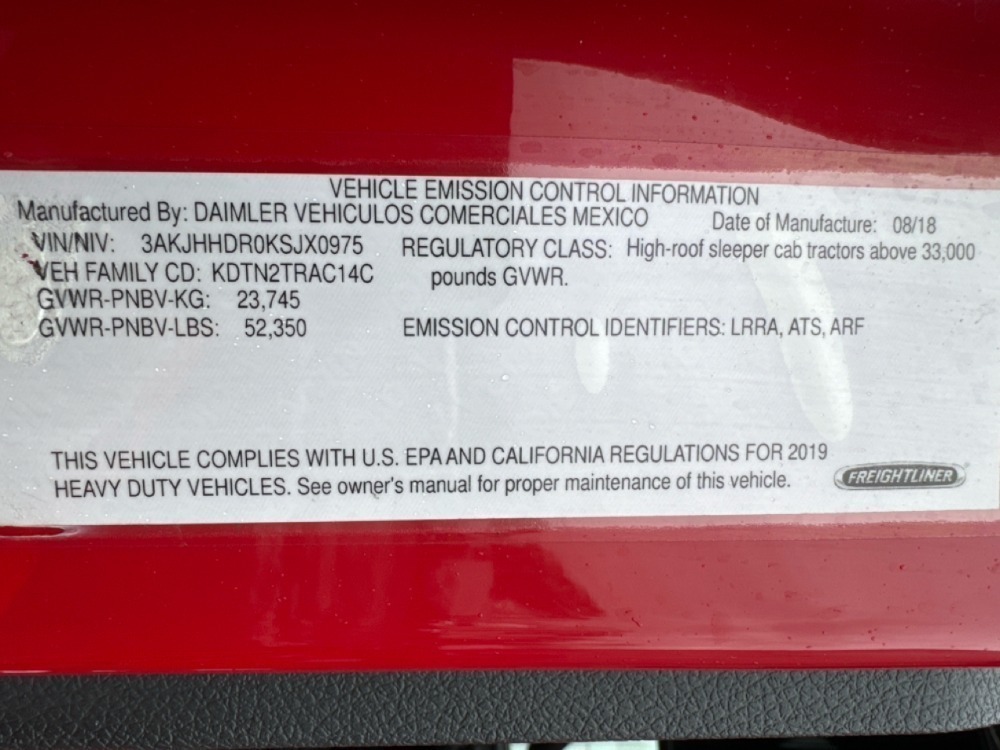 VEHICLE EMISSION CONTROL INFORMATION
Manufactured By: DAIMLER VEHICULOS COMERCIALES MEXICO Date of Manufacture: 08/18
VIN/NIV: 3AKJHHDR0KSJX0975 REGULATORY CLASS: High-roof sleeper cab tractors above 33,000
VEH FAMILY CD: KDTN2TRAC14C pounds GVWR.
GVWR-PNBV-KG: 23,745
GVWR-PNBV-LBS: 52,350 EMISSION CONTROL IDENTIFIERS: LRRA, ATS, ARF
THIS VEHICLE COMPLIES WITH U.S. EPA AND CALIFORNIA REGULATIONS FOR 2019
HEAVY DUTY VEHICLES. See owner's manual for proper maintenance of this vehicle.
FREIGHTLINER